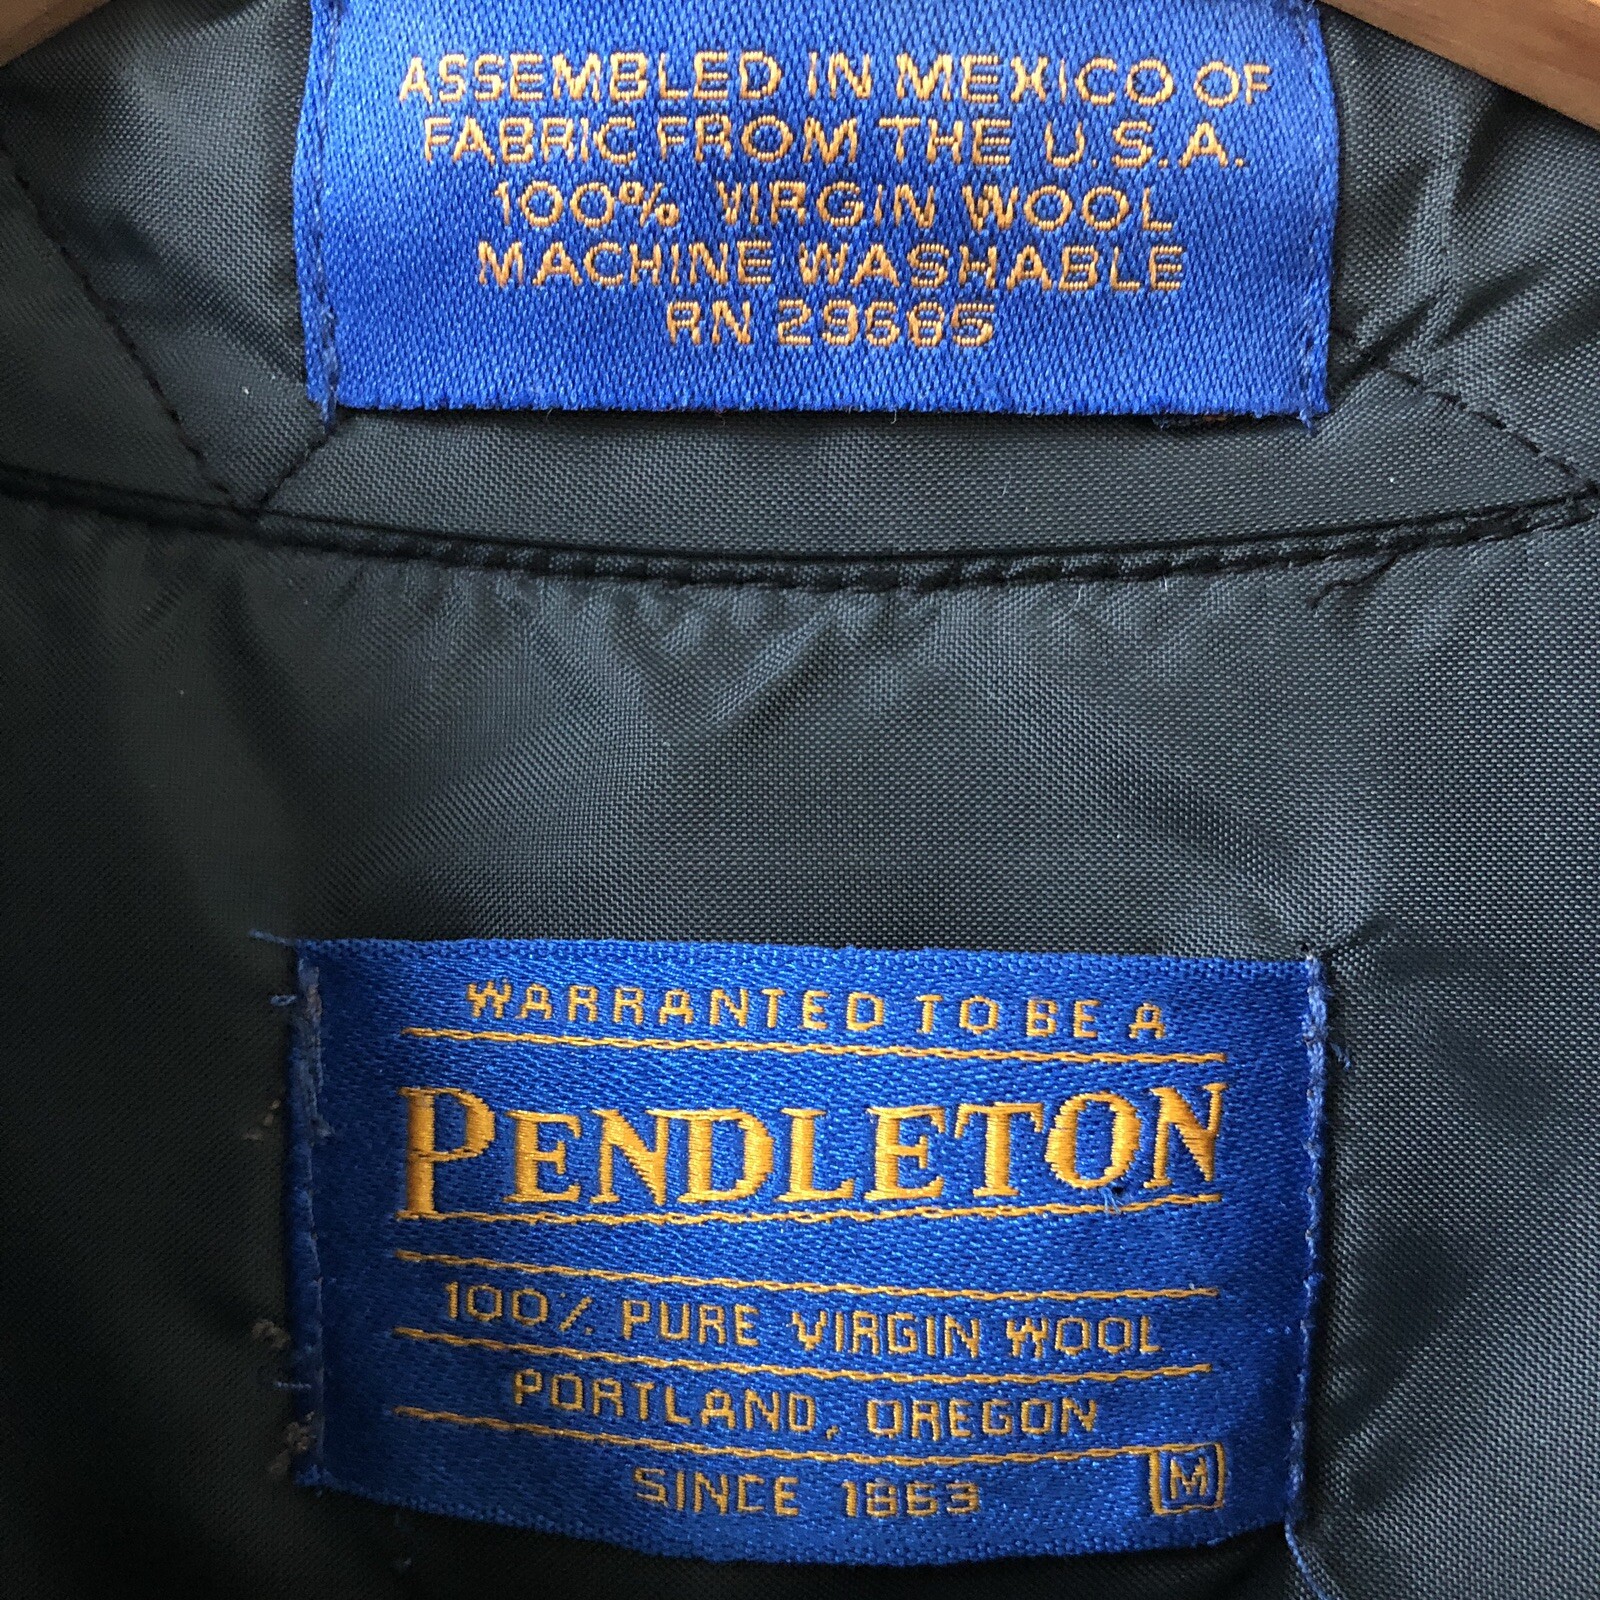 ASSEMBLED IN MEXICO OF
FABRIC FROM THE U.S.A.
100% VIRGIN WOOL
MACHINE WASHABLE
RN 29685
WARRANTED TO BE A
PENDLETON
100% PURE VIRGIN WOOL
PORTLAND, OREGON
SINCE 1863 M